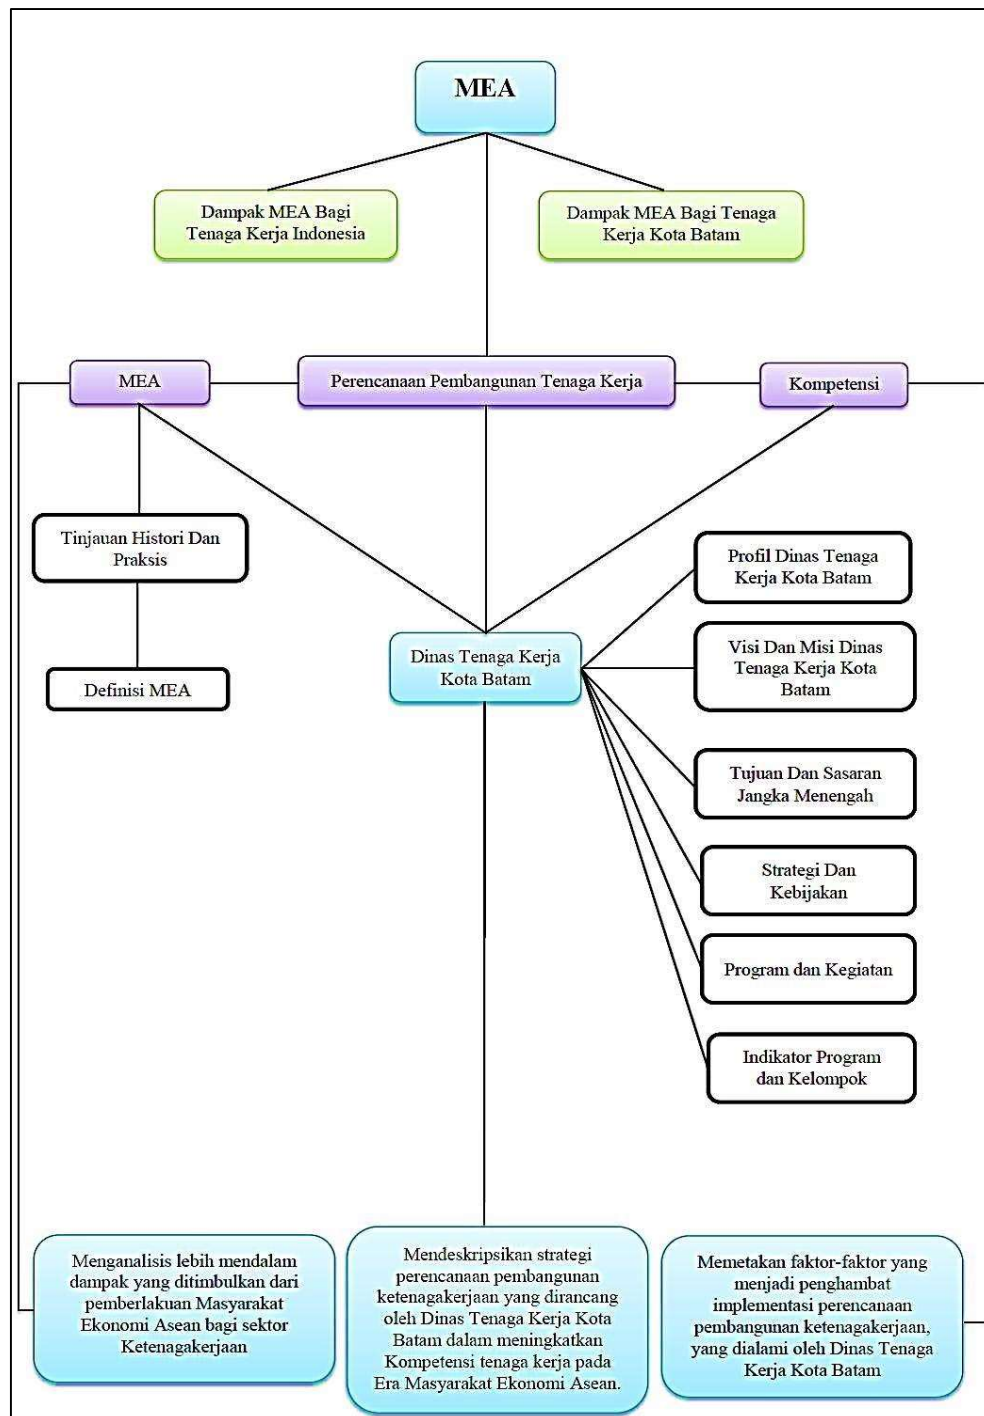 MEA
Dampak MEA Bagi
Tenaga Kerja Indonesia
Dampak MEA Bagi Tenaga
Kerja Kota Batam
MEA
Perencanaan Pembangunan Tenaga Kerja
Kompetensi
Tinjauan Histori Dan
Praksis
Definisi MEA
Dinas Tenaga Kerja
Kota Batam
Profil Dinas Tenaga
Kerja Kota Batam
Visi Dan Misi Dinas
Tenaga Kerja Kota
Batam
Tujuan Dan Sasaran
Jangka Menengah
Strategi Dan
Kebijakan
Program dan Kegiatan
Indikator Program
dan Kelompok
Menganalisis lebih mendalam
dampak yang ditimbulkan dari
pemberlakuan Masyarakat
Ekonomi Asean bagi sektor
Ketenagakerjaan
Mendeskripsikan strategi
perencanaan pembangunan
ketenagakerjaan yang dirancang
oleh Dinas Tenaga Kerja Kota
Batam dalam meningkatkan
Kompetensi tenaga kerja pada
Era Masyarakat Ekonomi Asean.
Memetakan faktor-faktor yang
menjadi penghambat
implementasi perencanaan
pembangunan ketenagakerjaan,
yang dialami oleh Dinas Tenaga
Kerja Kota Batam